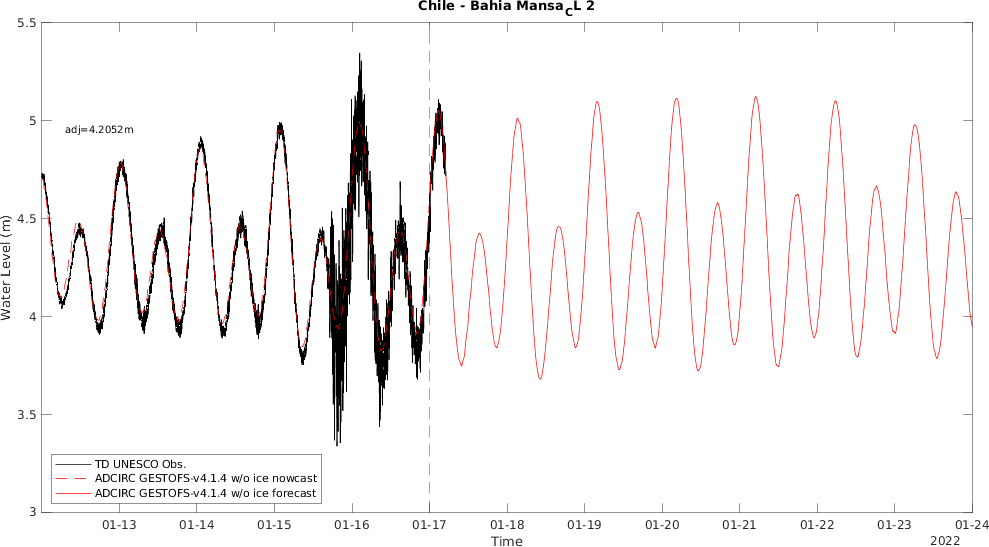 Chile - Bahia Mansa_CL 2
5.5
5
4.5
4
3.5
3
Water Level (m)
adj=4.2052m
TD UNESCO Obs.
ADCIRC GESTOFS-v4.1.4 w/o ice nowcast
ADCIRC GESTOFS-v4.1.4 w/o ice forecast
01-13 01-14 01-15 01-16 01-17 01-18 01-19 01-20 01-21 01-22 01-23 01-24
Time
2022